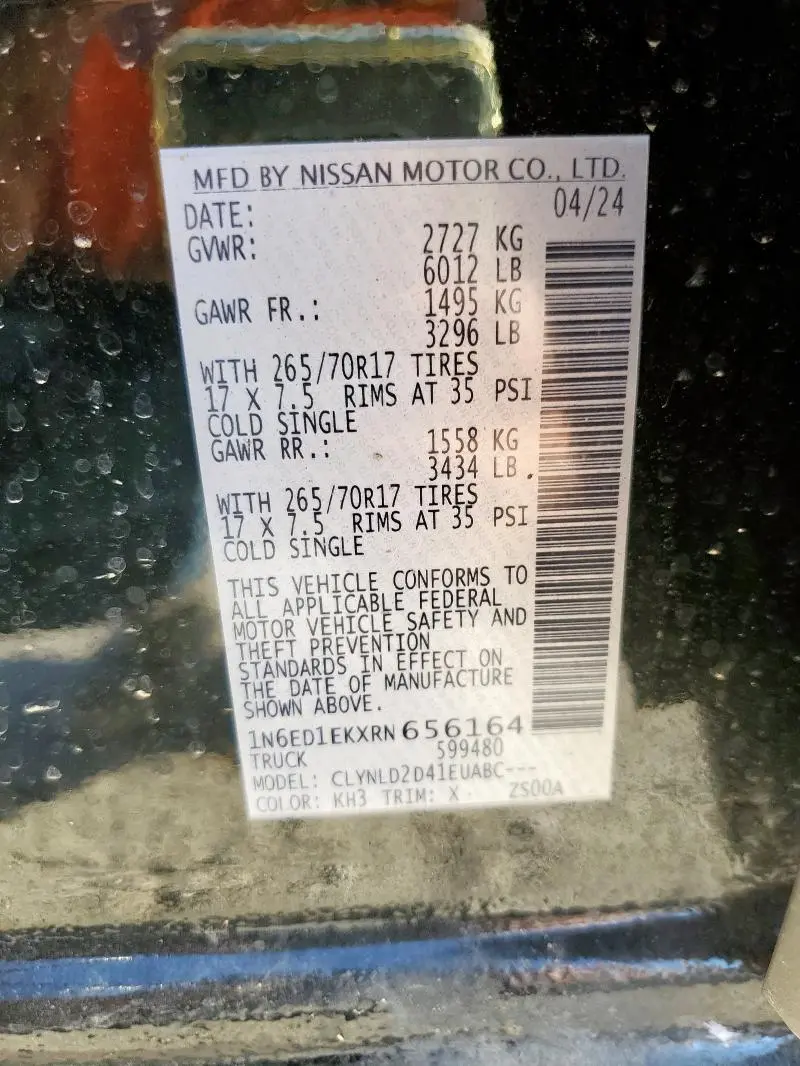 MFD BY NISSAN MOTOR CO., LTD.
DATE: 04/24
GVWR: 2727 KG
6012 LB
GAWR FR.: 1495 KG
3296 LB
WITH 265/70R17 TIRES
17 X 7.5 RIMS AT 35 PSI
COLD SINGLE
GAWR RR.: 1558 KG
3434 LB.
WITH 265/70R17 TIRES
17 X 7.5 RIMS AT 35 PSI
COLD SINGLE
THIS VEHICLE CONFORMS TO
ALL APPLICABLE FEDERAL
MOTOR VEHICLE SAFETY AND
THEFT PREVENTION
STANDARDS IN EFFECT ON
THE DATE OF MANUFACTURE
SHOWN ABOVE.
1N6ED1EKXRN656164
TRUCK 599480
MODEL: CLYNLD2D41EUABC---
COLOR: KH3 TRIM: X ZS00A